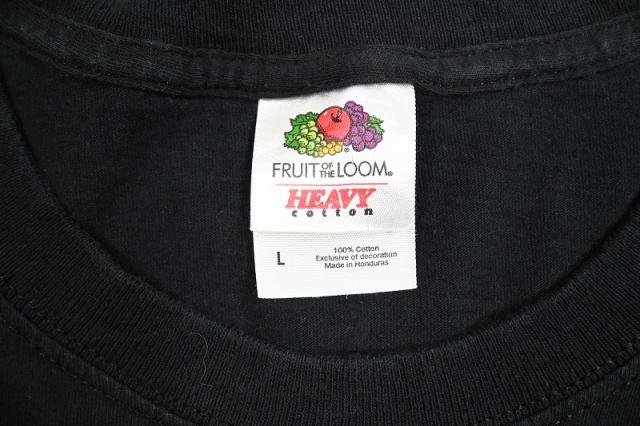 FRUIT OF THE LOOM®
HEAVY
cotton
L
100% Cotton
Exclusive of decoration
Made in Honduras